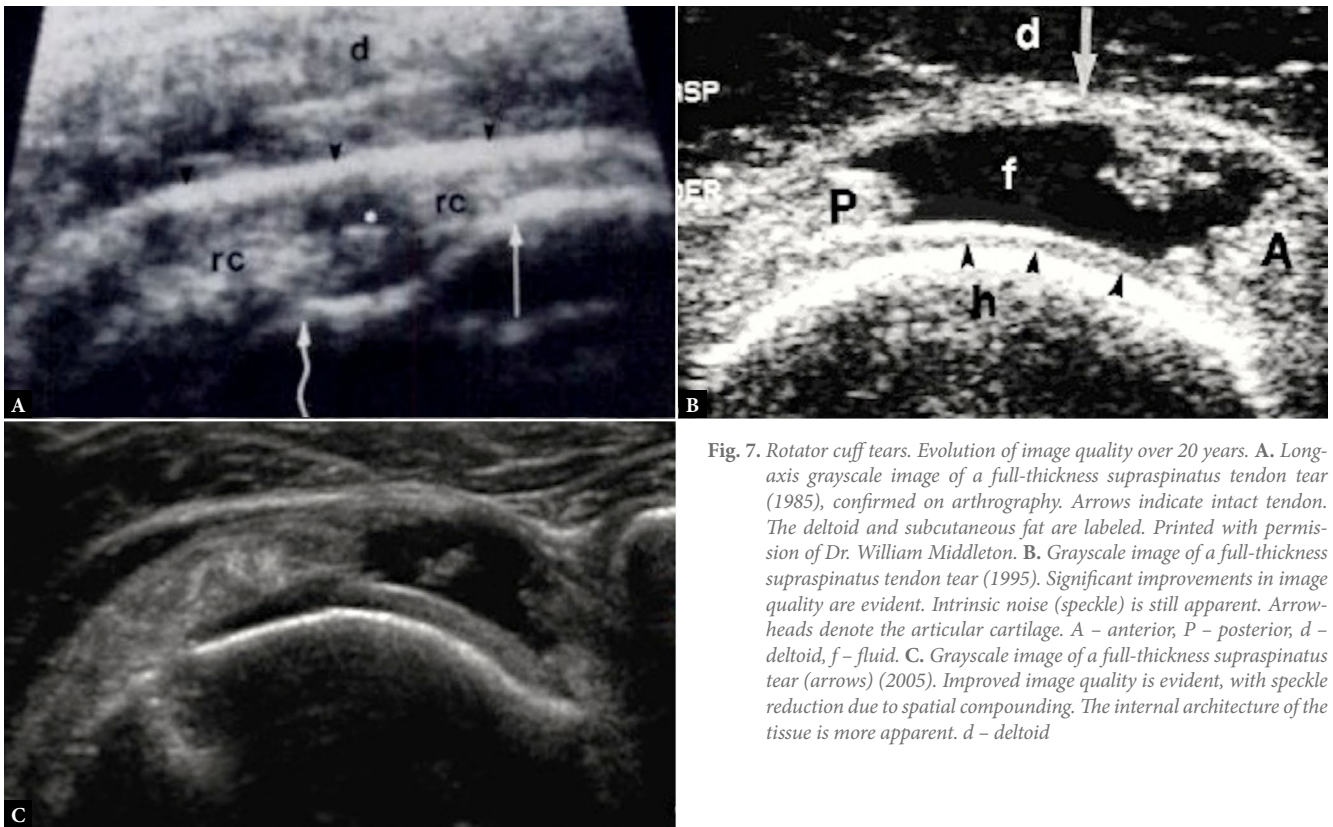 d
rc
*
rc
A
d
RSP
f
DER
P
A
h
B
C
Fig. 7. Rotator cuff tears. Evolution of image quality over 20 years. A. Long-
axis grayscale image of a full-thickness supraspinatus tendon tear
(1985), confirmed on arthrography. Arrows indicate intact tendon.
The deltoid and subcutaneous fat are labeled. Printed with permis-
sion of Dr. William Middleton. B. Grayscale image of a full-thickness
supraspinatus tendon tear (1995). Significant improvements in image
quality are evident. Intrinsic noise (speckle) is still apparent. Arrow-
heads denote the articular cartilage. A – anterior, P – posterior, d –
deltoid, f – fluid. C. Grayscale image of a full-thickness supraspinatus
tear (arrows) (2005). Improved image quality is evident, with speckle
reduction due to spatial compounding. The internal architecture of the
tissue is more apparent. d – deltoid